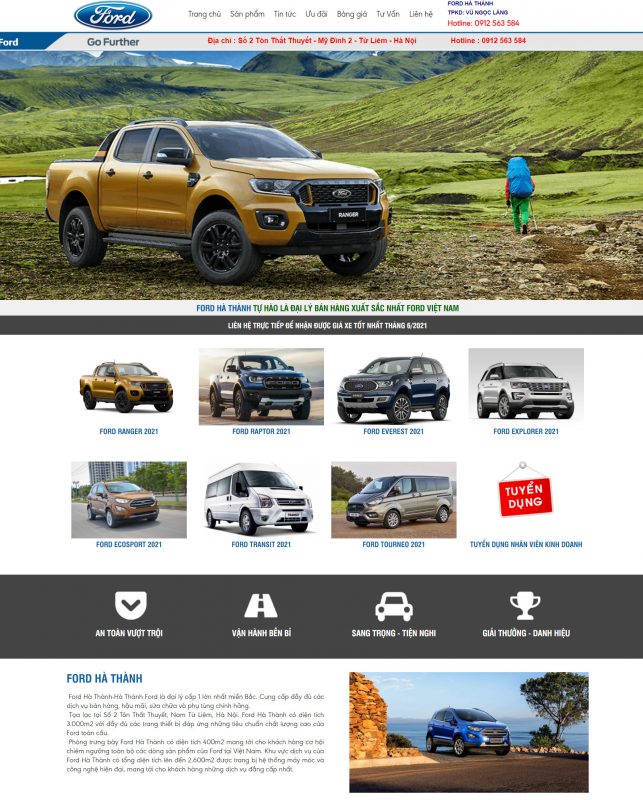 Ford
Trang chủ Sản phẩm Tin tức Ưu đãi Bảng giá Tư Vấn Liên hệ
FORD HÀ THÀNH
TPKD: VŨ NGỌC LĂNG
Hotline: 0912 563 584
Ford
Go Further
Địa chỉ : Số 2 Tôn Thất Thuyết - Mỹ Đình 2 - Từ Liêm - Hà Nội
Hotline : 0912 563 584
Ford
RANGER
FORD HÀ THÀNH TỰ HÀO LÀ ĐẠI LÝ BÁN HÀNG XUẤT SẮC NHẤT FORD VIỆT NAM
LIÊN HỆ TRỰC TIẾP ĐỂ NHẬN ĐƯỢC GIÁ XE TỐT NHẤT THÁNG 6/2021
FORD RANGER 2021
FORD RAPTOR 2021
FORD EVEREST 2021
FORD EXPLORER 2021
TRANSIT
TUYỂN
DỤNG
FORD ECOSPORT 2021
FORD TRANSIT 2021
FORD TOURNEO 2021
TUYỂN DỤNG NHÂN VIÊN KINH DOANH
AN TOÀN VƯỢT TRỘI
VẬN HÀNH BỀN BỈ
SANG TRỌNG - TIỆN NGHI
GIẢI THƯỞNG - DANH HIỆU
FORD HÀ THÀNH
Ford Hà Thành-Hà Thành Ford là đại lý cấp 1 lớn nhất miền Bắc. Cung cấp đầy đủ các
dịch vụ bán hàng, hậu mãi, sửa chữa và phụ tùng chính hãng.
Tọa lạc tại Số 2 Tôn Thất Thuyết, Nam Từ Liêm, Hà Nội. Ford Hà Thành có diện tích
3,000m2 với đầy đủ các trang thiết bị đáp ứng những tiêu chuẩn chất lượng cao của
Ford toàn cầu.
Phòng trưng bày Ford Hà Thành có diện tích 400m2 mang tới cho khách hàng cơ hội
chiêm ngưỡng toàn bộ các dòng sản phẩm của Ford tại Việt Nam. Khu vực dịch vụ của
Ford Hà Thành có tổng diện tích lên đến 2,600m2 được trang bị hệ thống máy móc và
công nghệ hiện đại, mang tới cho khách hàng những dịch vụ đẳng cấp nhất.